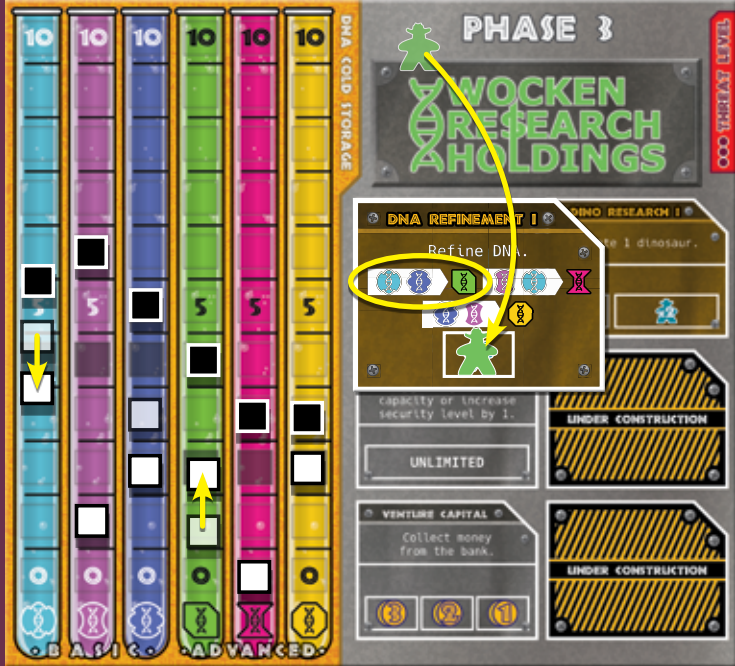 10 10 10 10 10 10
5 5 5 5 5
0 0 0 0 0
BASIC ADVANCED
DNA COLD STORAGE
PHASE 3
THREAT LEVEL
WOCKEN
RESEARCH
HOLDINGS
DNA REFINEMENT I
Refine DNA.
DINO RESEARCH I
te 1 dinosaur.
capacity or increase
security level by 1.
UNLIMITED
UNDER CONSTRUCTION
VENTURE CAPITAL
Collect money
from the bank.
3 2 1
UNDER CONSTRUCTION